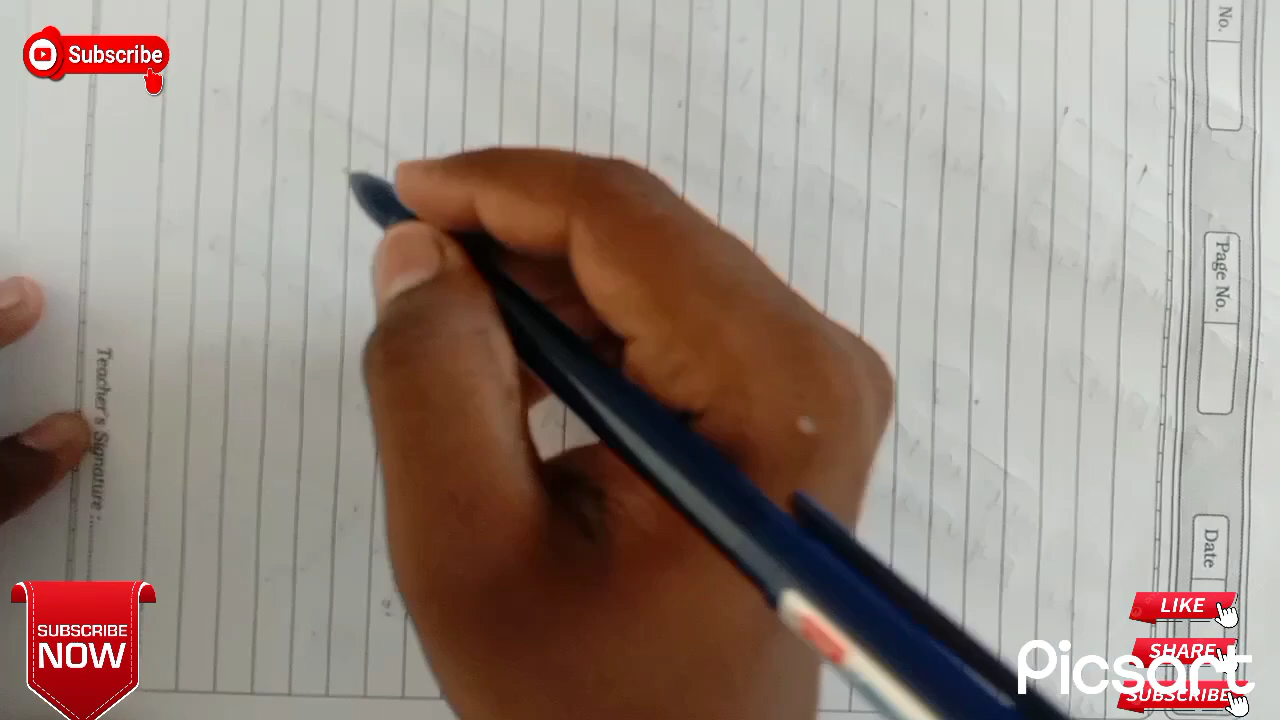 Subscribe
No.
Page No.
Date
Teacher's Signature :
SUBSCRIBE
NOW
LIKE
SHARE
SUBSCRIBE
Picsart